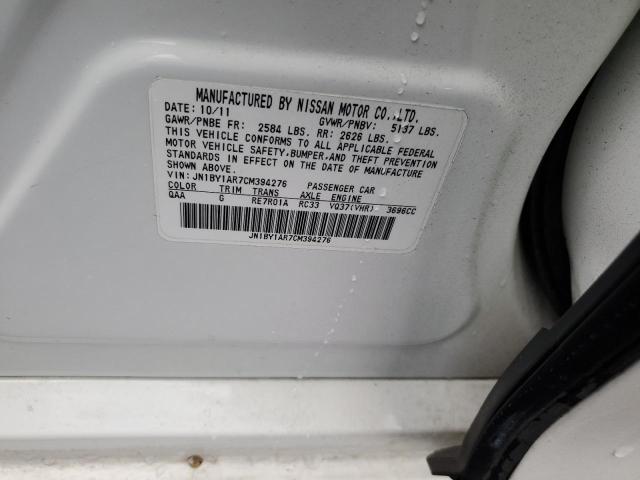 MANUFACTURED BY NISSAN MOTOR CO.,LTD.
DATE: 10/11 GVWR/PNBV: 5137 LBS.
GAWR/PNBE FR: 2584 LBS. RR: 2626 LBS.
THIS VEHICLE CONFORMS TO ALL APPLICABLE FEDERAL
MOTOR VEHICLE SAFETY, BUMPER, AND THEFT PREVENTION
STANDARDS IN EFFECT ON THE DATE OF MANUFACTURE
SHOWN ABOVE.
VIN: JN1BY1AR7CM394276 PASSENGER CAR
COLOR TRIM TRANS AXLE ENGINE
QAA G RE7R01A RC33 VQ37(VHR) 3696CC
JN1BY1AR7CM394276